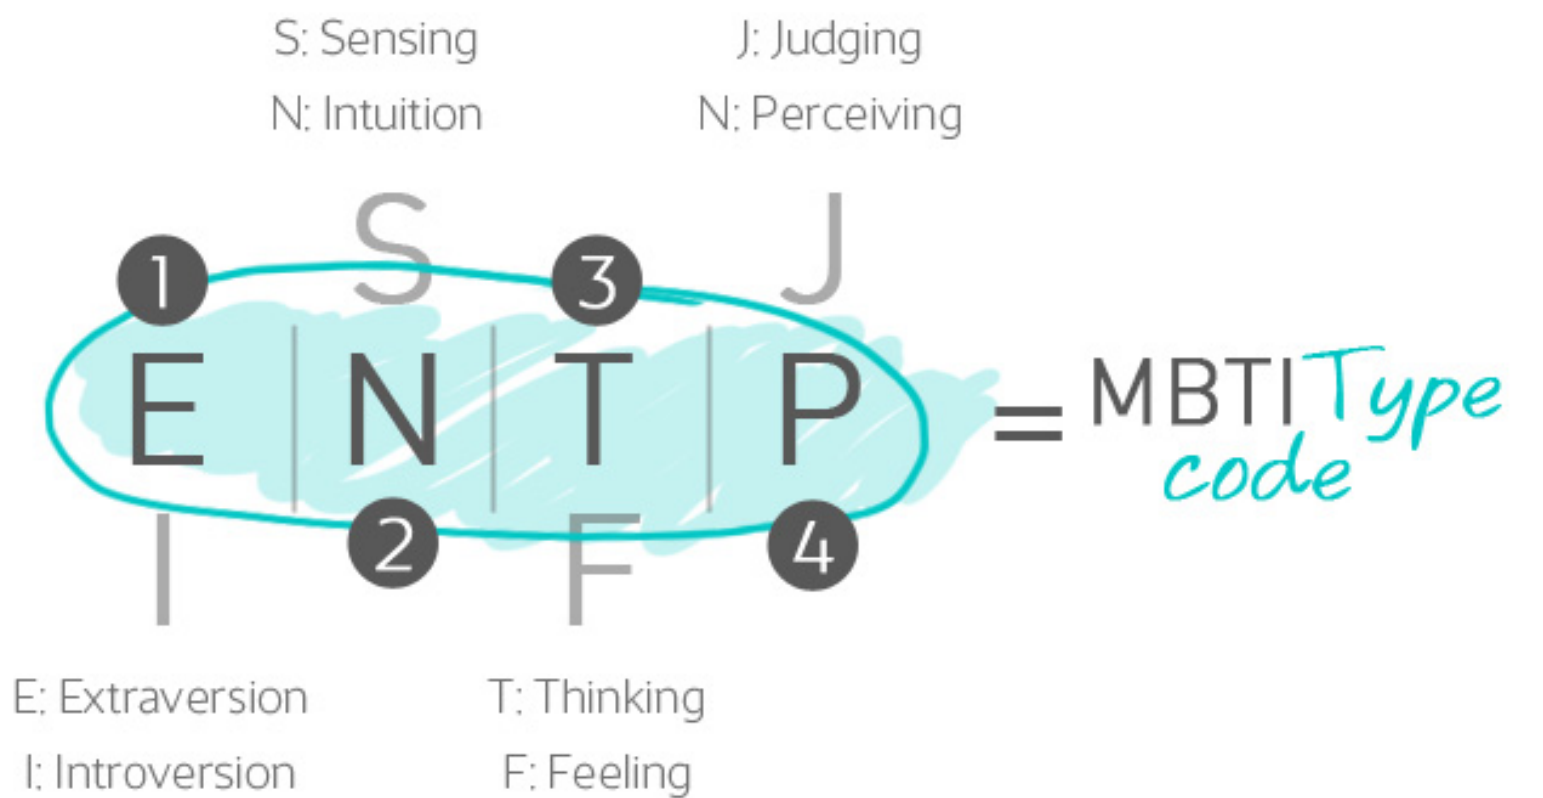 S: Sensing
J: Judging
N: Intuition
N: Perceiving
S
J
1
3
E N T P = MBTI Type
code
2
4
I
F
E: Extraversion
T: Thinking
I: Introversion
F: Feeling